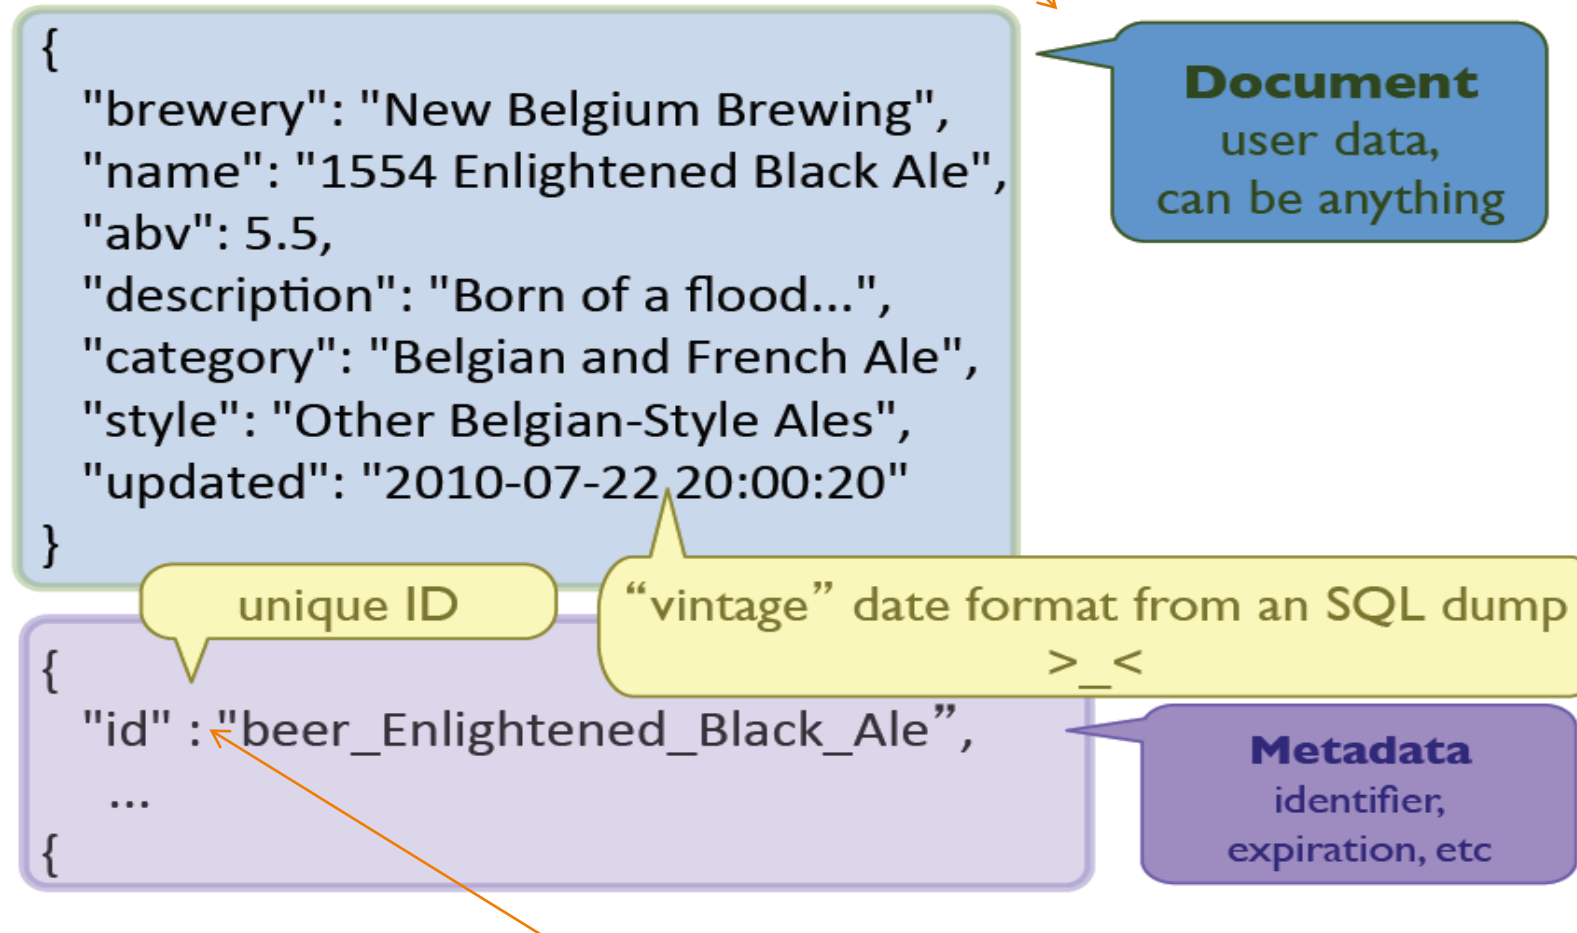 {
"brewery": "New Belgium Brewing",
"name": "1554 Enlightened Black Ale",
"abv": 5.5,
"description": "Born of a flood...",
"category": "Belgian and French Ale",
"style": "Other Belgian-Style Ales",
"updated": "2010-07-22 20:00:20"
}
Document
user data,
can be anything
unique ID
“vintage” date format from an SQL dump
>_<
{
"id" : "beer_Enlightened_Black_Ale”,
...
{
Metadata
identifier,
expiration, etc